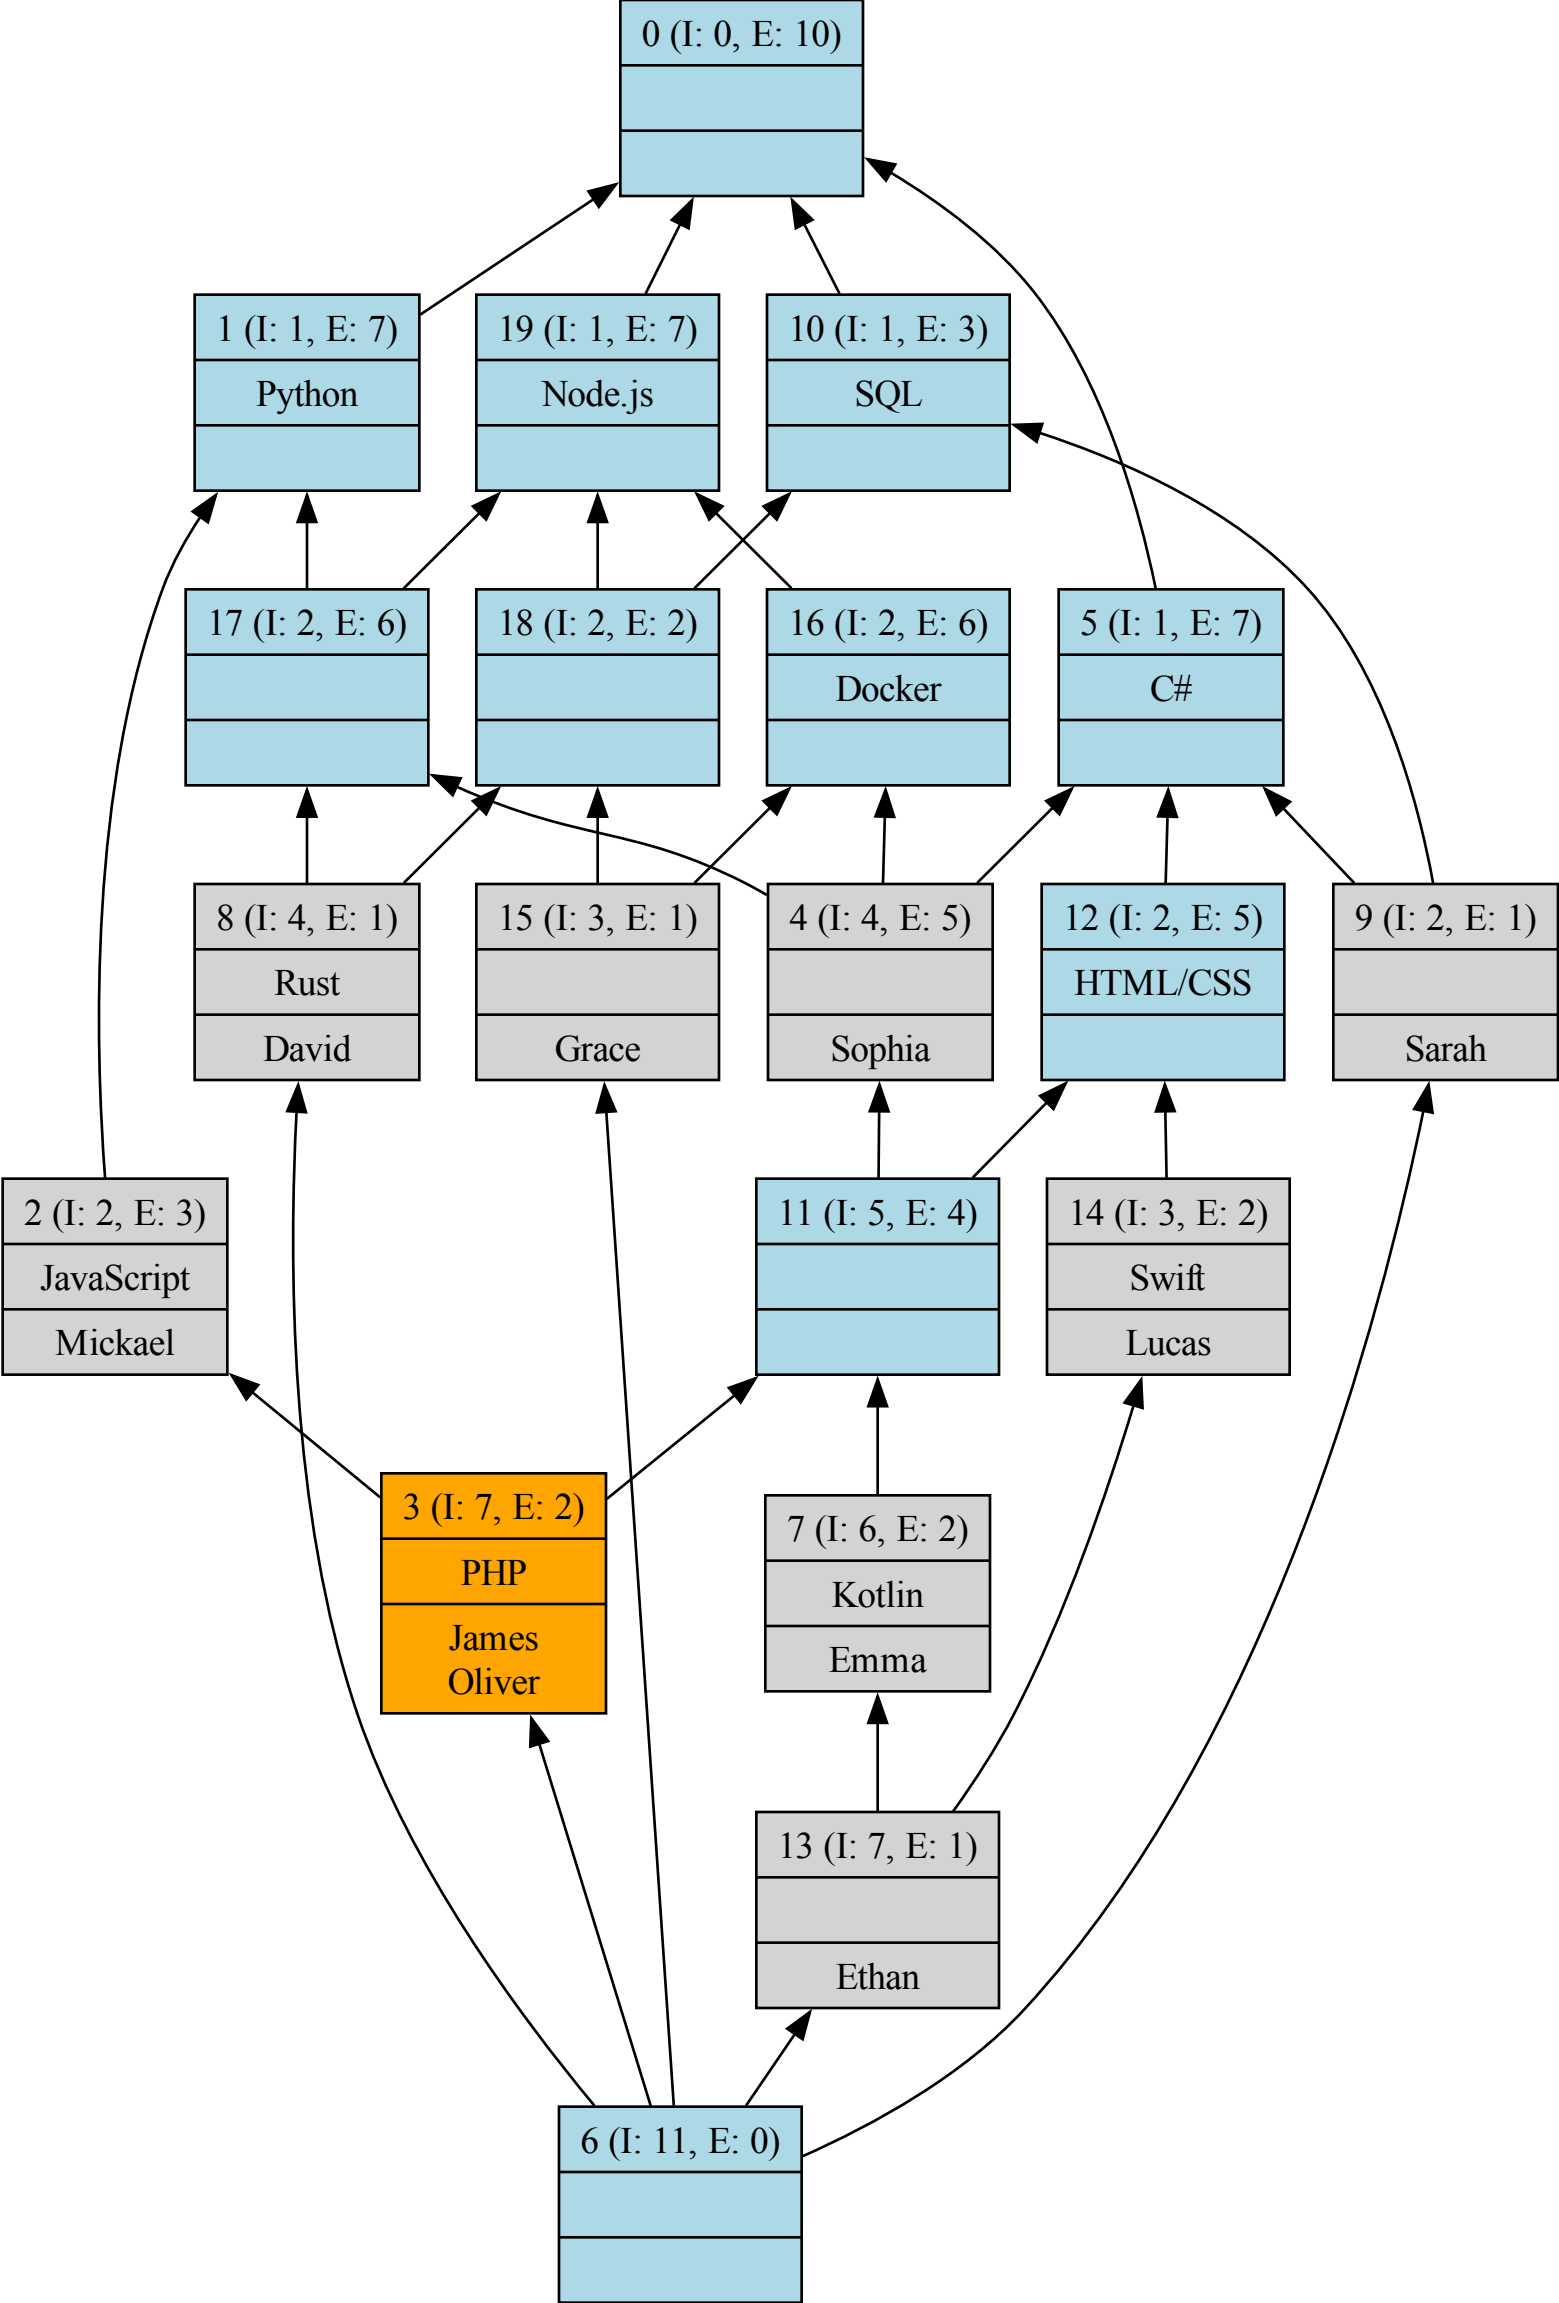 0 (I: 0, E: 10)
1 (I: 1, E: 7)
Python
19 (I: 1, E: 7)
Node.js
10 (I: 1, E: 3)
SQL
17 (I: 2, E: 6)
18 (I: 2, E: 2)
16 (I: 2, E: 6)
Docker
5 (I: 1, E: 7)
C#
8 (I: 4, E: 1)
Rust
David
15 (I: 3, E: 1)
Grace
4 (I: 4, E: 5)
Sophia
12 (I: 2, E: 5)
HTML/CSS
9 (I: 2, E: 1)
Sarah
2 (I: 2, E: 3)
JavaScript
Mickael
11 (I: 5, E: 4)
14 (I: 3, E: 2)
Swift
Lucas
3 (I: 7, E: 2)
PHP
James
Oliver
7 (I: 6, E: 2)
Kotlin
Emma
13 (I: 7, E: 1)
Ethan
6 (I: 11, E: 0)